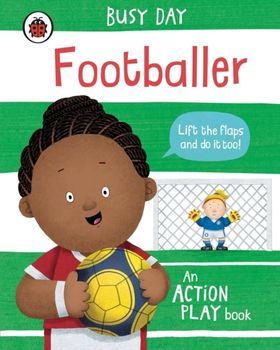 BUSY DAY
Footballer
Lift the flaps
and do it too!
An
ACTION
PLAY book